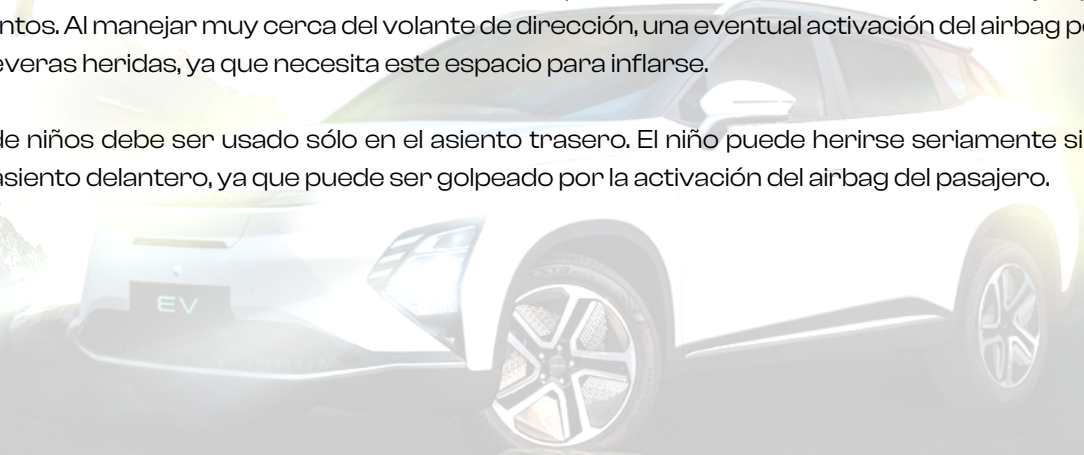 ntos. Al manejar muy cerca del volante de dirección, una eventual activación del airbag
everas heridas, ya que necesita este espacio para inflarse.
de niños debe ser usado sólo en el asiento trasero. El niño puede herirse seriamente si
asiento delantero, ya que puede ser golpeado por la activación del airbag del pasajero.
EV